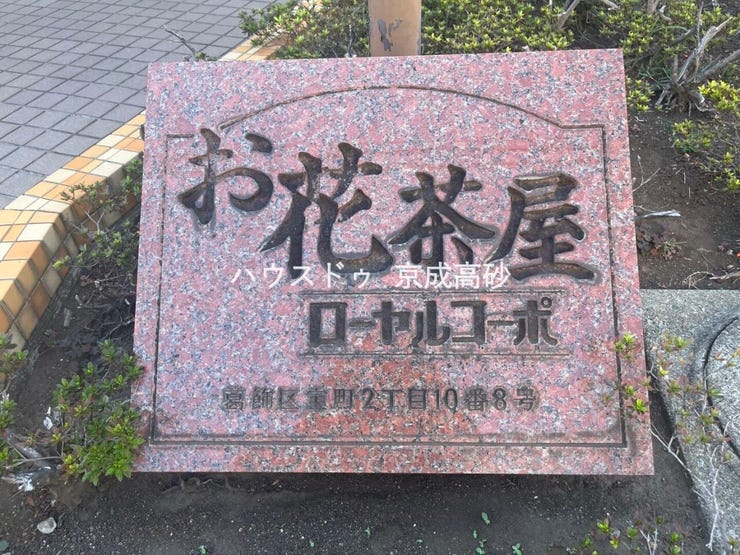 お花茶屋
ハウスドゥ 京成高砂
ローヤルコーポ
葛飾区宝町2丁目10番8号